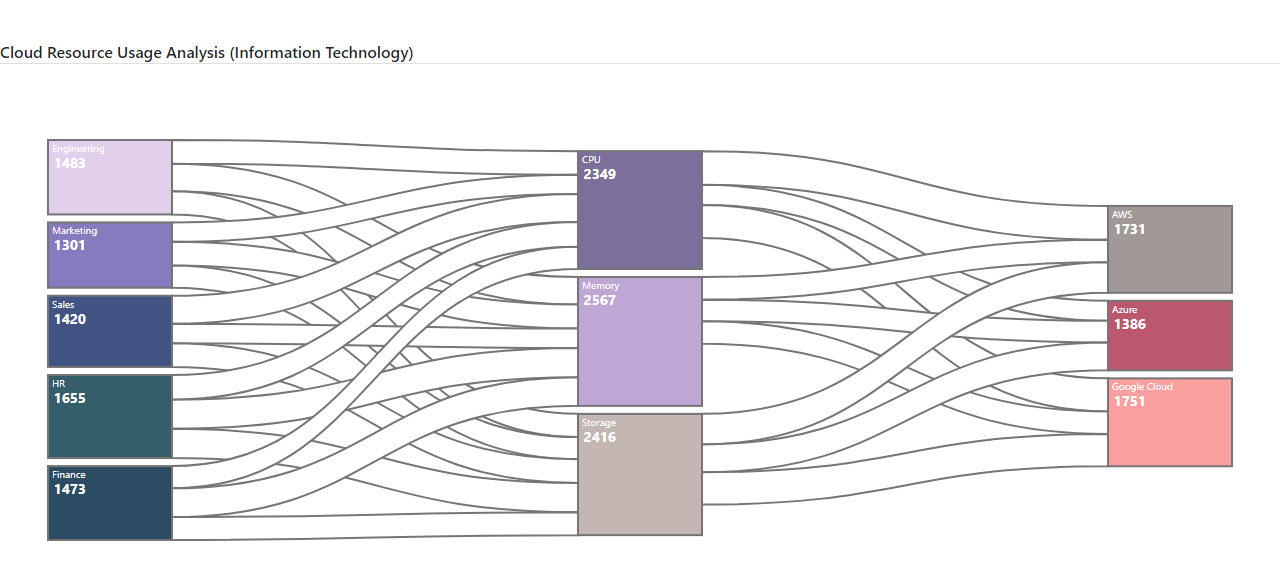 Cloud Resource Usage Analysis (Information Technology)
Engineering
1483
Marketing
1301
Sales
1420
HR
1655
Finance
1473
CPU
2349
Memory
2567
Storage
2416
AWS
1731
Azure
1386
Google Cloud
1751